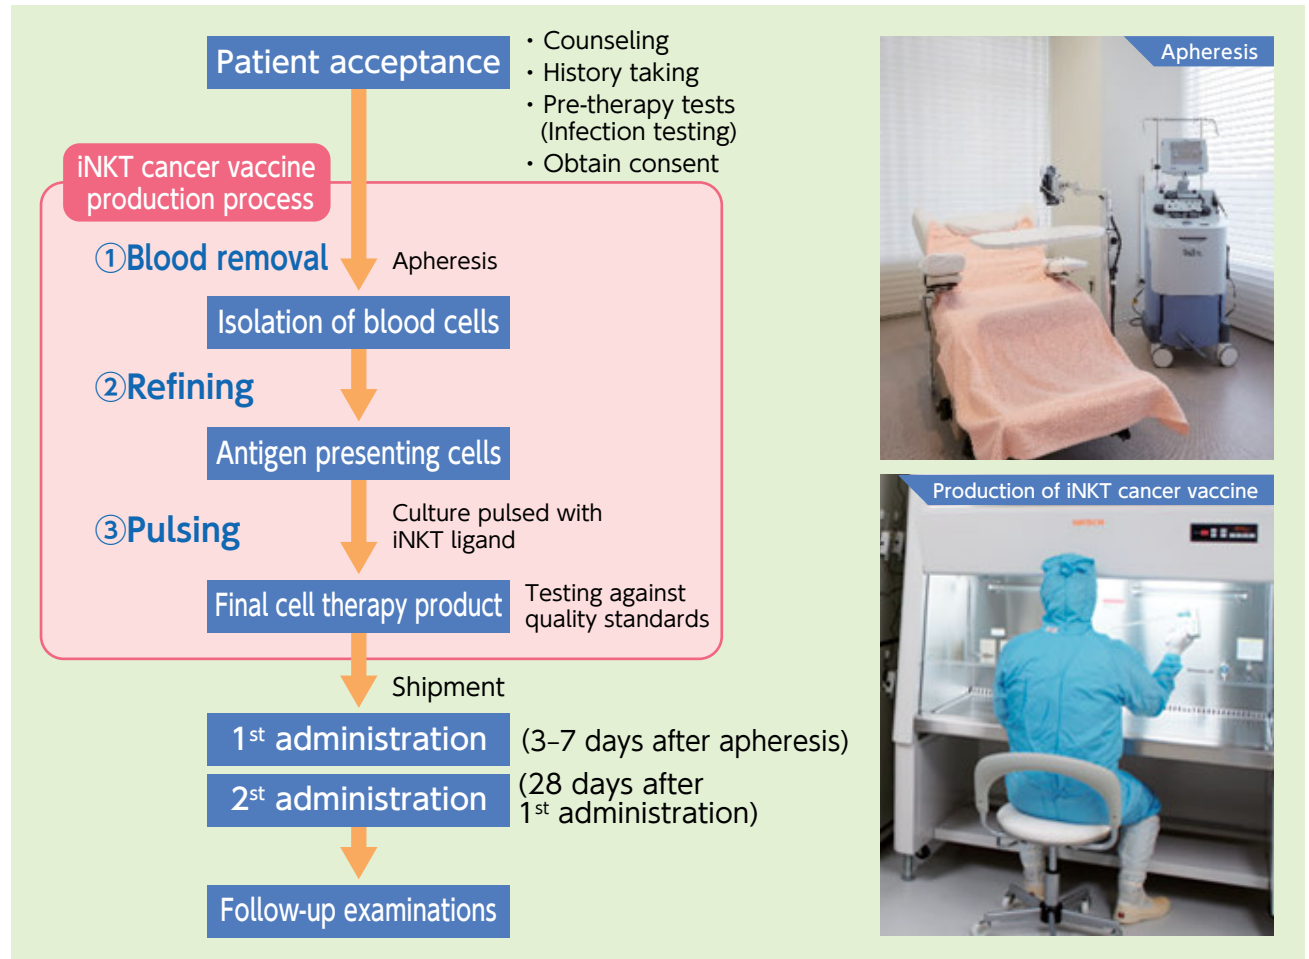 Patient acceptance
・Counseling
・History taking
・Pre-therapy tests
(Infection testing)
・Obtain consent
iNKT cancer vaccine
production process
①Blood removal
Apheresis
Isolation of blood cells
②Refining
Antigen presenting cells
③Pulsing
Culture pulsed with
iNKT ligand
Final cell therapy product
Testing against
quality standards
Shipment
1st administration
(3–7 days after apheresis)
2st administration
(28 days after
1st administration)
Follow-up examinations
Apheresis
Production of iNKT cancer vaccine